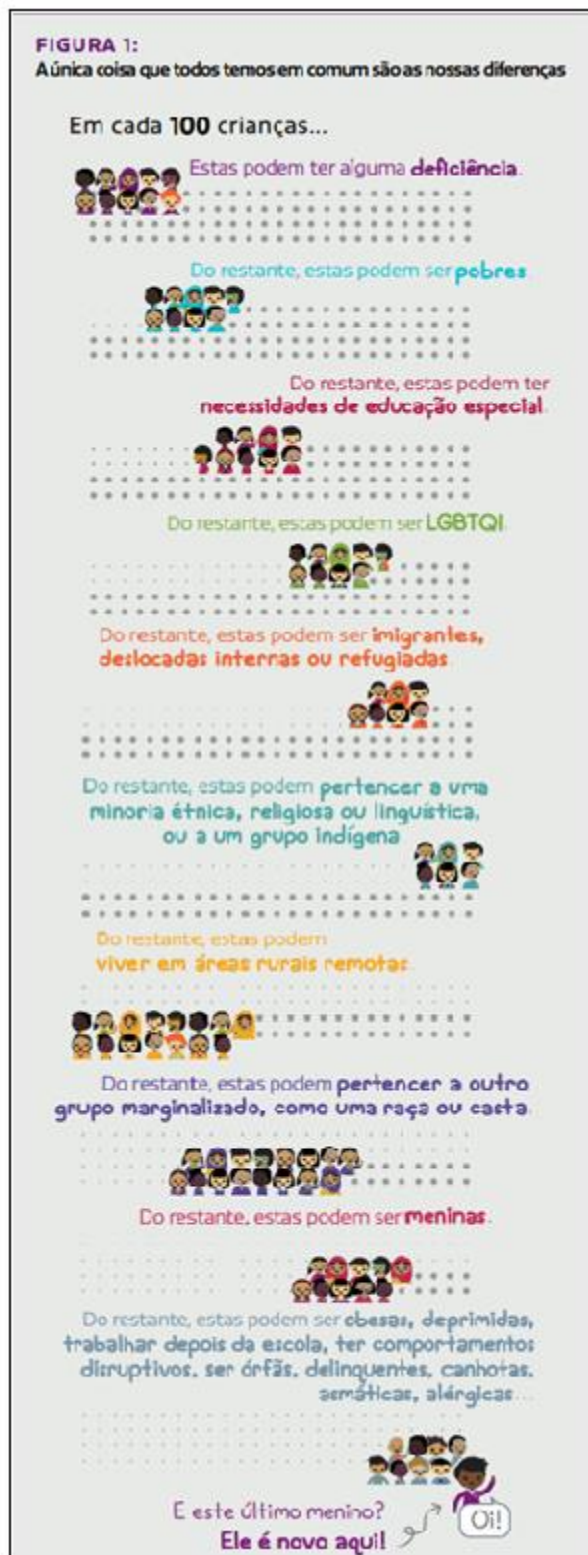 FIGURA 1:
A única coisa que todos temos em comum são as nossas diferenças
Em cada 100 crianças...
Estas podem ter alguma deficiência.
Do restante, estas podem ser pobres
Do restante, estas podem ter
necessidades de educação especial.
Do restante, estas podem ser LGBTQI.
Do restante, estas podem ser imigrantes,
deslocadas internas ou refugiadas.
Do restante, estas podem pertencer a uma
minoria étnica, religiosa ou linguística,
ou a um grupo indígena
Do restante, estas podem
viver em áreas rurais remotas.
Do restante, estas podem pertencer a outro
grupo marginalizado, como uma raça ou casta.
Do restante, estas podem ser meninas.
Do restante, estas podem ser obesas, deprimidas,
trabalhar depois da escola, ter comportamentos
disruptivos, ser órfãs, delinquentes, canhotas,
asmáticas, alérgicas...
E este último menino?
Ele é novo aqui!
Oi!